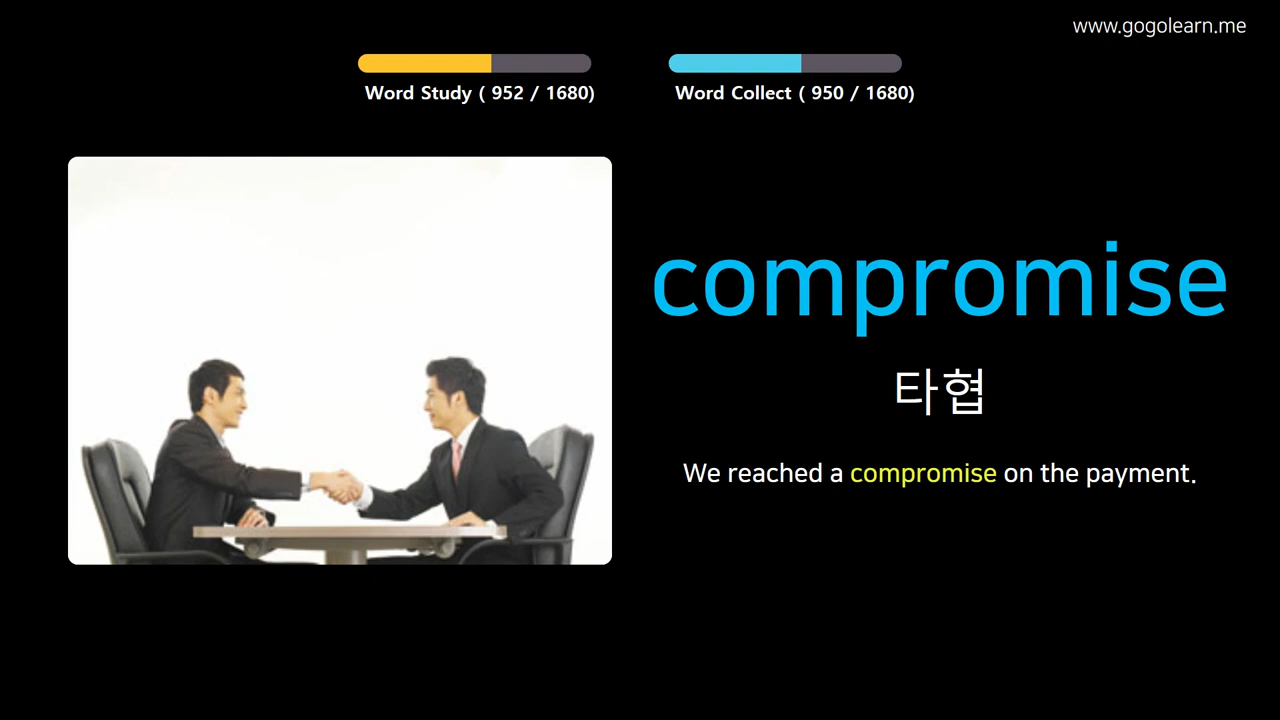 www.gogolearn.me
Word Study ( 952 / 1680)
Word Collect ( 950 / 1680)
compromise
타협
We reached a compromise on the payment.